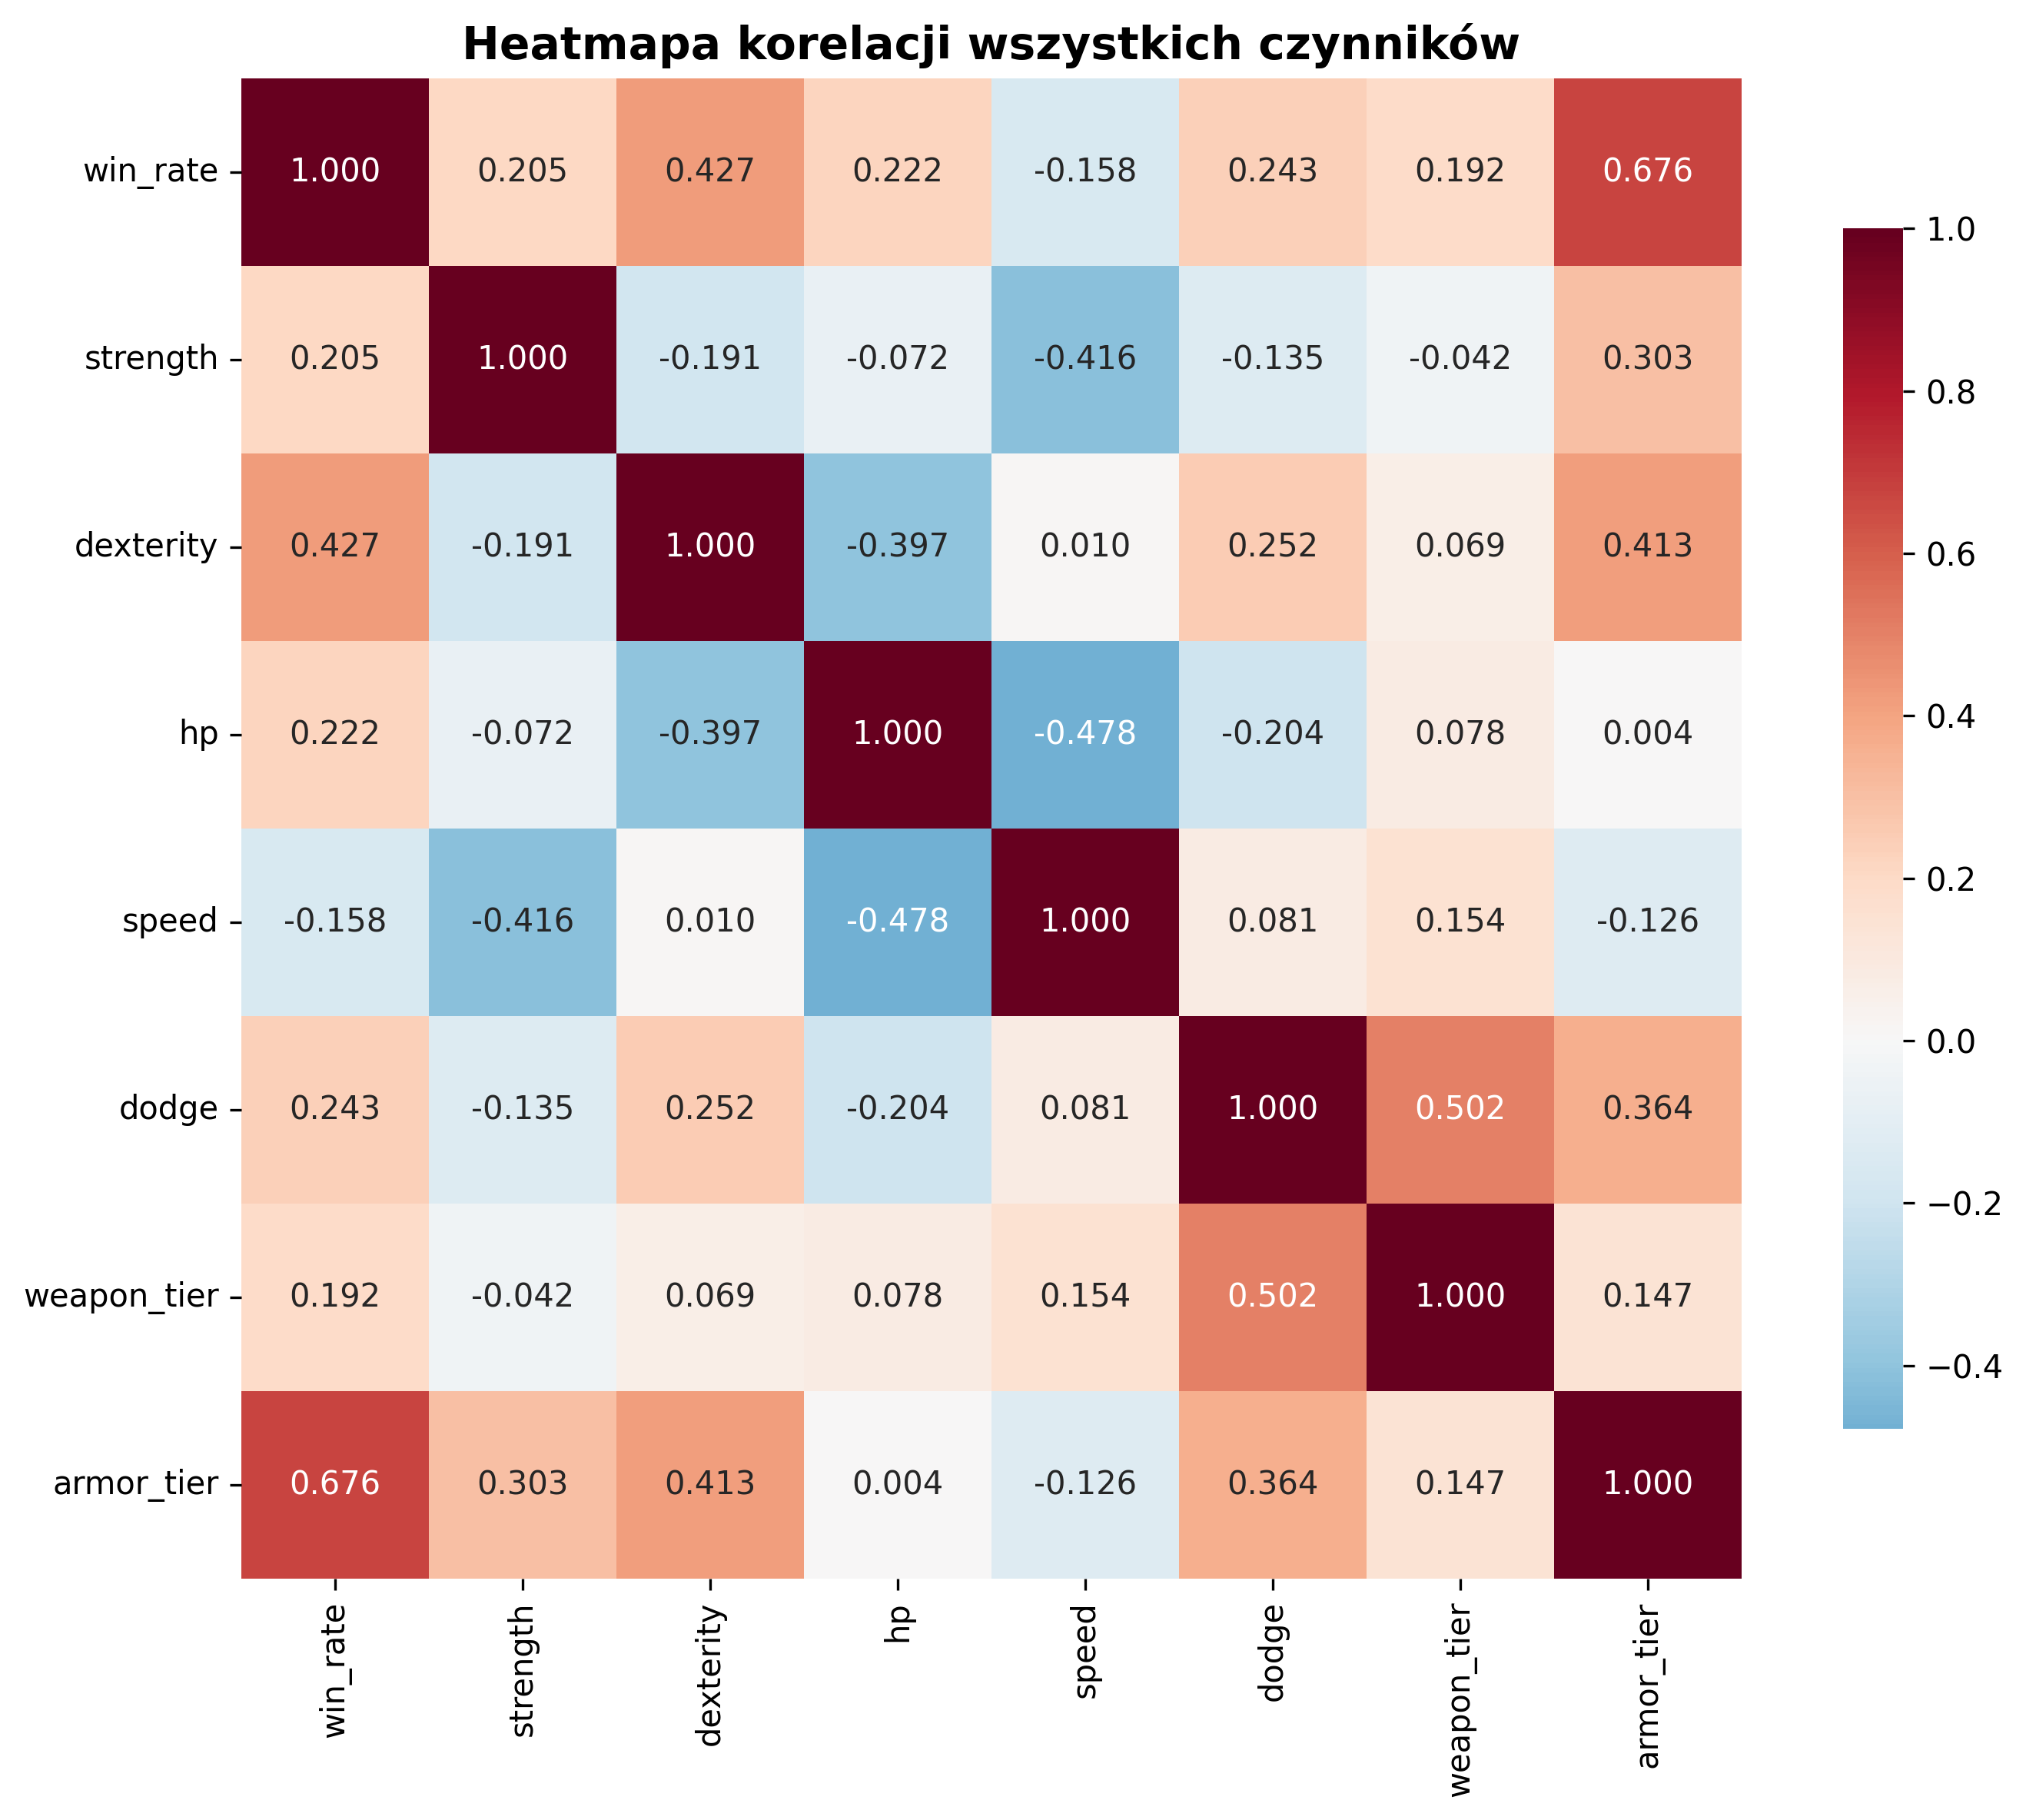 Heatmapa korelacji wszystkich czynników
win_rate 1.000 0.205 0.427 0.222 -0.158 0.243 0.192 0.676
strength 0.205 1.000 -0.191 -0.072 -0.416 -0.135 -0.042 0.303
dexterity 0.427 -0.191 1.000 -0.397 0.010 0.252 0.069 0.413
hp 0.222 -0.072 -0.397 1.000 -0.478 -0.204 0.078 0.004
speed -0.158 -0.416 0.010 -0.478 1.000 0.081 0.154 -0.126
dodge 0.243 -0.135 0.252 -0.204 0.081 1.000 0.502 0.364
weapon_tier 0.192 -0.042 0.069 0.078 0.154 0.502 1.000 0.147
armor_tier 0.676 0.303 0.413 0.004 -0.126 0.364 0.147 1.000
win_rate strength dexterity hp speed dodge weapon_tier armor_tier
1.0
0.8
0.6
0.4
0.2
0.0
−0.2
−0.4